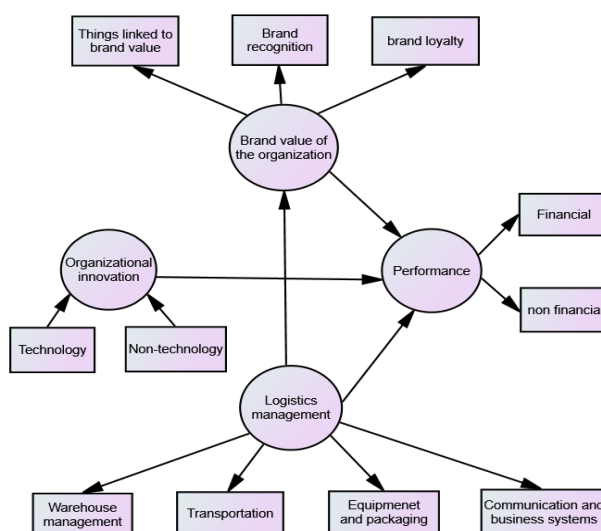 Things linked to
brand value
Brand
recognition
brand loyalty
Brand value of
the organization
Organizational
innovation
Performance
Financial
non financial
Technology
Non-technology
Logistics
management
Warehouse
management
Transportation
Equipmenet
and packaging
Communication and
business systems